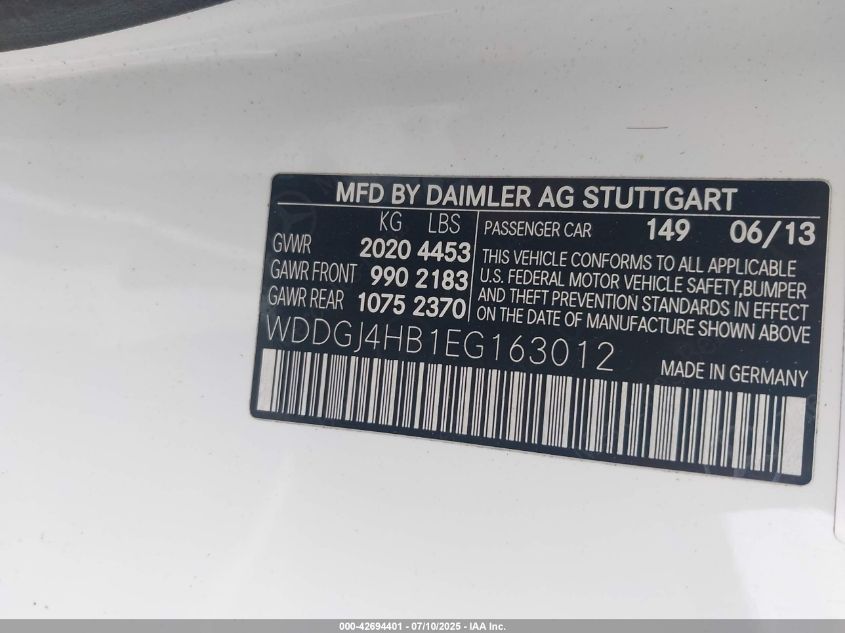 MFD BY DAIMLER AG STUTTGART
KG LBS
GVWR 2020 4453
GAWR FRONT 990 2183
GAWR REAR 1075 2370
PASSENGER CAR 149 06/13
THIS VEHICLE CONFORMS TO ALL APPLICABLE
U.S. FEDERAL MOTOR VEHICLE SAFETY,BUMPER
AND THEFT PREVENTION STANDARDS IN EFFECT
ON THE DATE OF MANUFACTURE SHOWN ABOVE
WDDGJ4HB1EG163012
MADE IN GERMANY
000-42694401 - 07/10/2025 - IAA Inc.